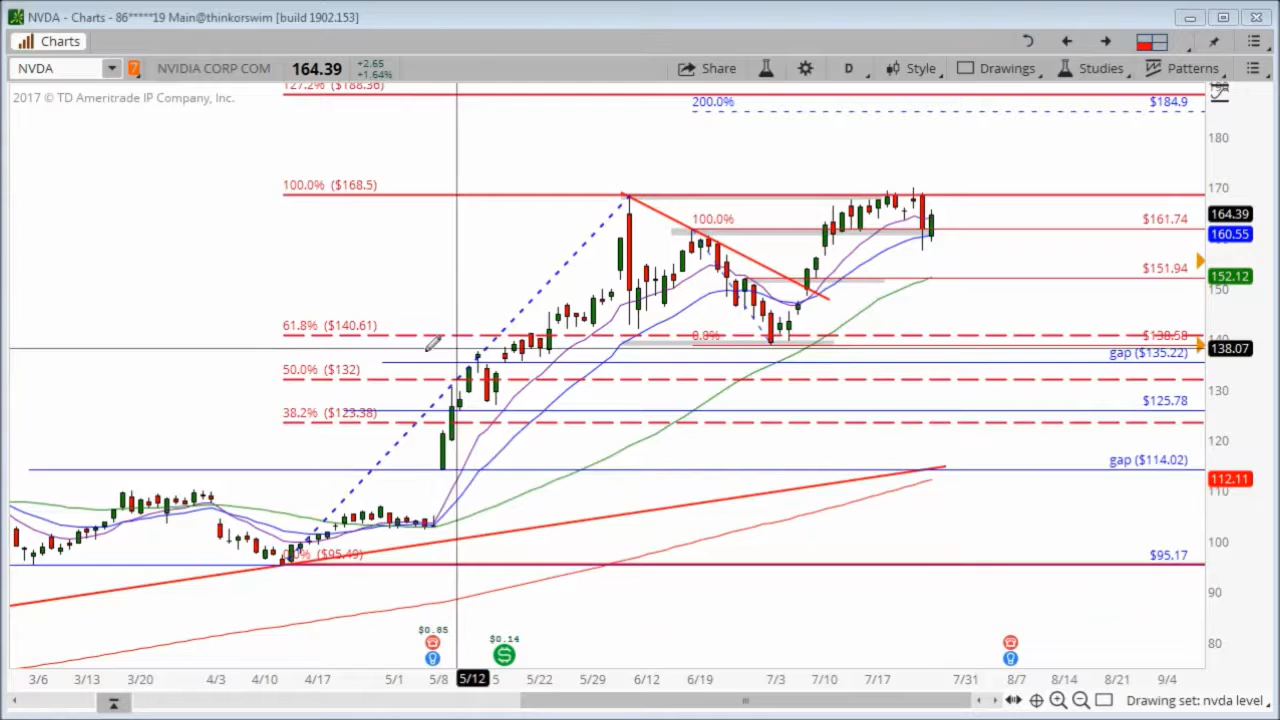 NVDA - Charts - 86*****19 Main@thinkorswim [build 1902.153]
Charts
NVDA
7
NVIDIA CORP COM
164.39
+2.65
+1.64%
Share
D
Style
Drawings
Studies
Patterns
2017 © TD Ameritrade IP Company, Inc.
127.2% ($188.36)
200.0%
$184.9
180
100.0% ($168.5)
170
100.0%
$161.74
164.39
160.55
$151.94
152.12
150
61.8% ($140.61)
0.0%
$138.58
138.07
gap ($135.22)
50.0% ($132)
130
$125.78
38.2% ($123.38)
120
gap ($114.02)
112.11
110
100
0.0% ($95.49)
$95.17
90
$0.85
$0.14
80
3/6 3/13 3/20 4/3 4/10 4/17 5/1 5/8 5/12 5 5/22 5/29 6/12 6/19 7/3 7/10 7/17 7/31 8/7 8/14 8/21 9/4
Drawing set: nvda level